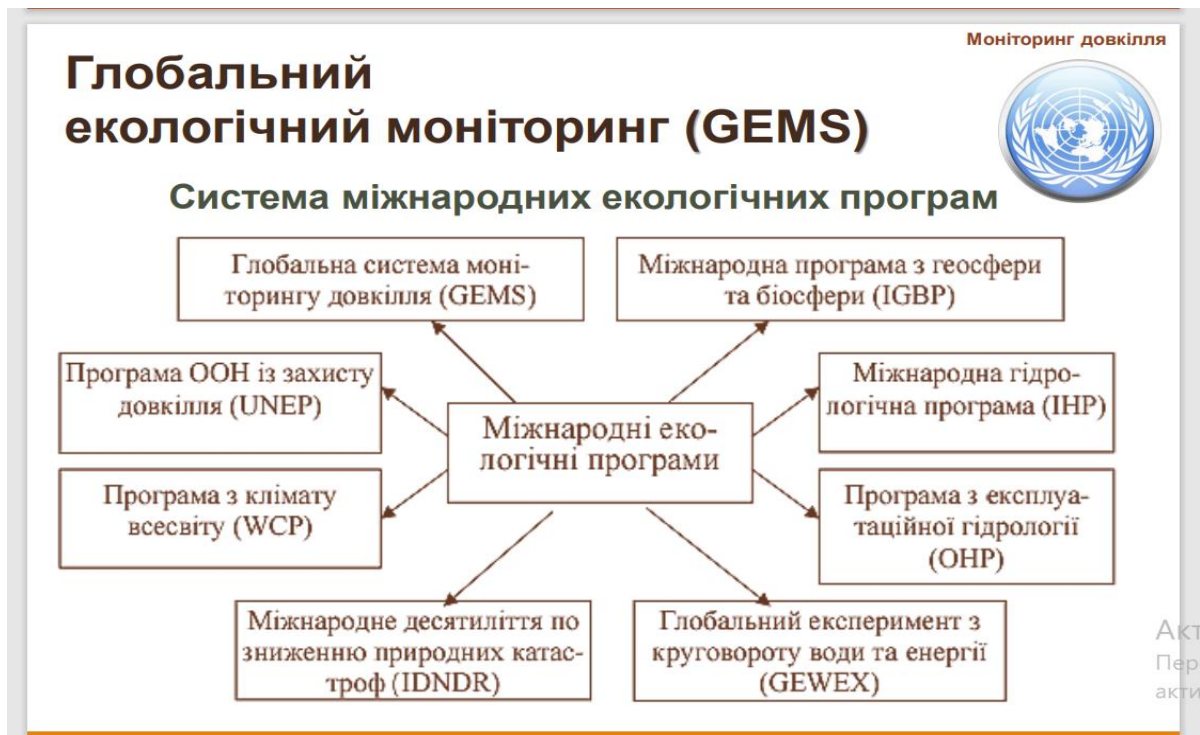 Моніторинг довкілля
Глобальний
екологічний моніторинг (GEMS)
Система міжнародних екологічних програм
Глобальна система моні-
торингу довкілля (GEMS)
Міжнародна програма з геосфери
та біосфери (IGBP)
Програма ООН із захисту
довкілля (UNEP)
Міжнародна гідро-
логічна програма (IHP)
Міжнародні еко-
логічні програми
Програма з клімату
всесвіту (WCP)
Програма з експлуа-
таційної гідрології
(OHP)
Міжнародне десятиліття по
зниженню природних катас-
троф (IDNDR)
Глобальний експеримент з
круговороту води та енергії
(GEWEX)